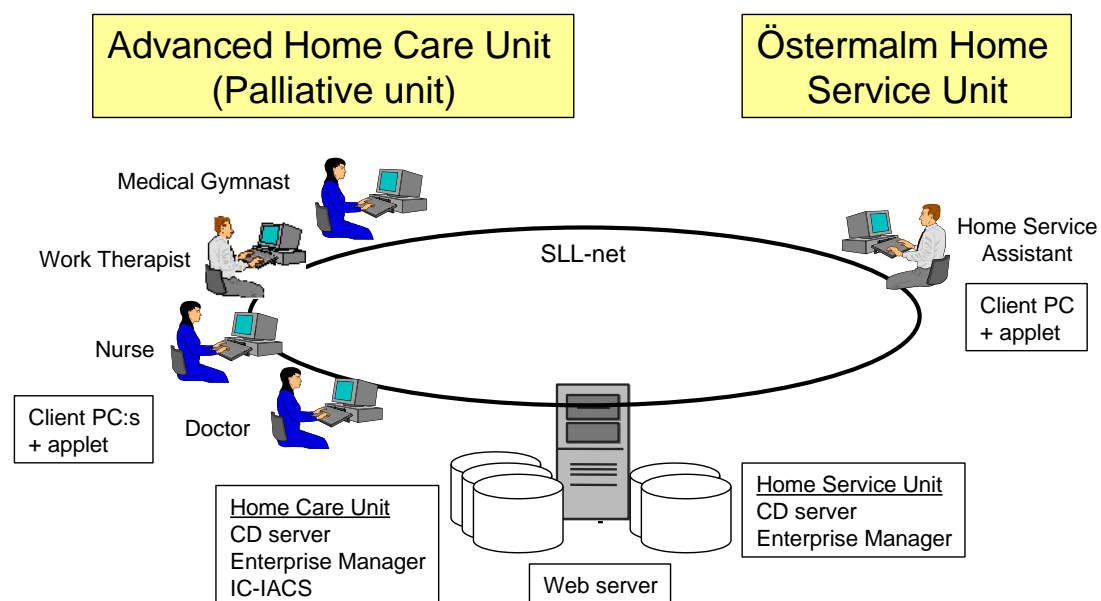 Advanced Home Care Unit
(Palliative unit)
Östermalm Home
Service Unit
Medical Gymnast
Work Therapist
SLL-net
Home Service
Assistant
Nurse
Client PC
+ applet
Client PC:s
+ applet
Doctor
Home Care Unit
CD server
Enterprise Manager
IC-IACS
Home Service Unit
CD server
Enterprise Manager
Web server